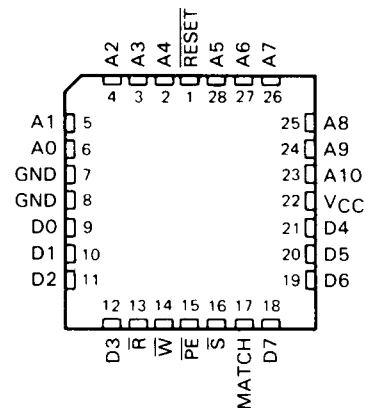 A2 A3 A4 R̅E̅S̅E̅T̅ A5 A6 A7
4 3 2 1 28 27 26
A1 5 25 A8
A0 6 24 A9
GND 7 23 A10
GND 8 22 VCC
D0 9 21 D4
D1 10 20 D5
D2 11 19 D6
12 13 14 15 16 17 18
D3 R̅ W̅ P̅E̅ S̅ MATCH D7